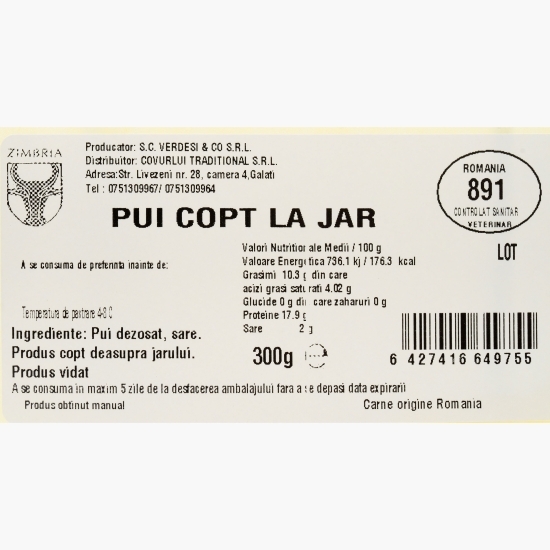 ZIMBRIA
Producator: S.C. VERDESI & CO S.R.L.
Distribuitor: COVURLUI TRADITIONAL S.R.L.
Adresa:Str. Livezeni nr. 28, camera 4,Galati
Tel : 0751309967/ 0751309964
ROMANIA
891
CONTROLAT SANITAR
VETERINAR
PUI COPT LA JAR
LOT
Valori Nutritionale Medii / 100 g
Valoare Energetica 736.1 kj / 176.3 kcal
Grasimi 10.3 g din care
acizi grasi saturati 4.02 g
Glucide 0 g din care zaharuri 0 g
Proteine 17.9 g
Sare 2 g
A se consuma de preferinta inainte de:
Temperatura de pastrare 4-8 C
Ingrediente: Pui dezosat, sare.
Produs copt deasupra jarului.
Produs vidat
300g
6 427416 649755
A se consuma in maxim 5 zile de la desfacerea ambalajului fara a se depasi data expirarii
Produs obtinut manual
Carne origine Romania